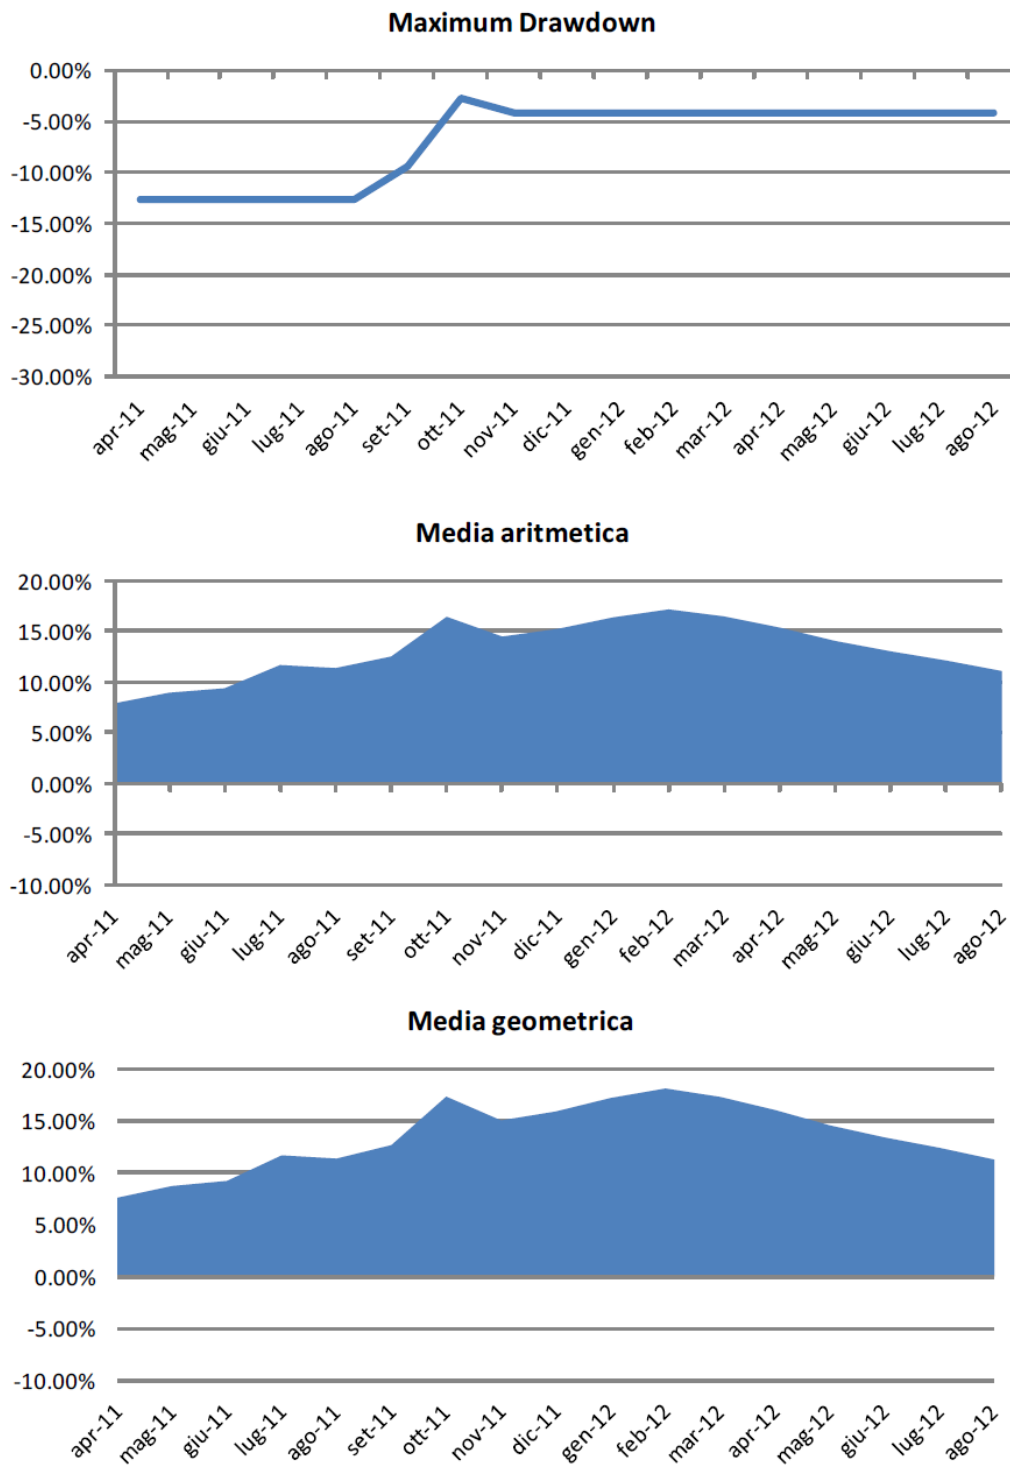 Maximum Drawdown
0.00%
-5.00%
-10.00%
-15.00%
-20.00%
-25.00%
-30.00%
apr-11
mag-11
giu-11
lug-11
ago-11
set-11
ott-11
nov-11
dic-11
gen-12
feb-12
mar-12
apr-12
mag-12
giu-12
lug-12
ago-12
Media aritmetica
20.00%
15.00%
10.00%
5.00%
0.00%
-5.00%
-10.00%
apr-11
mag-11
giu-11
lug-11
ago-11
set-11
ott-11
nov-11
dic-11
gen-12
feb-12
mar-12
apr-12
mag-12
giu-12
lug-12
ago-12
Media geometrica
20.00%
15.00%
10.00%
5.00%
0.00%
-5.00%
-10.00%
apr-11
mag-11
giu-11
lug-11
ago-11
set-11
ott-11
nov-11
dic-11
gen-12
feb-12
mar-12
apr-12
mag-12
giu-12
lug-12
ago-12